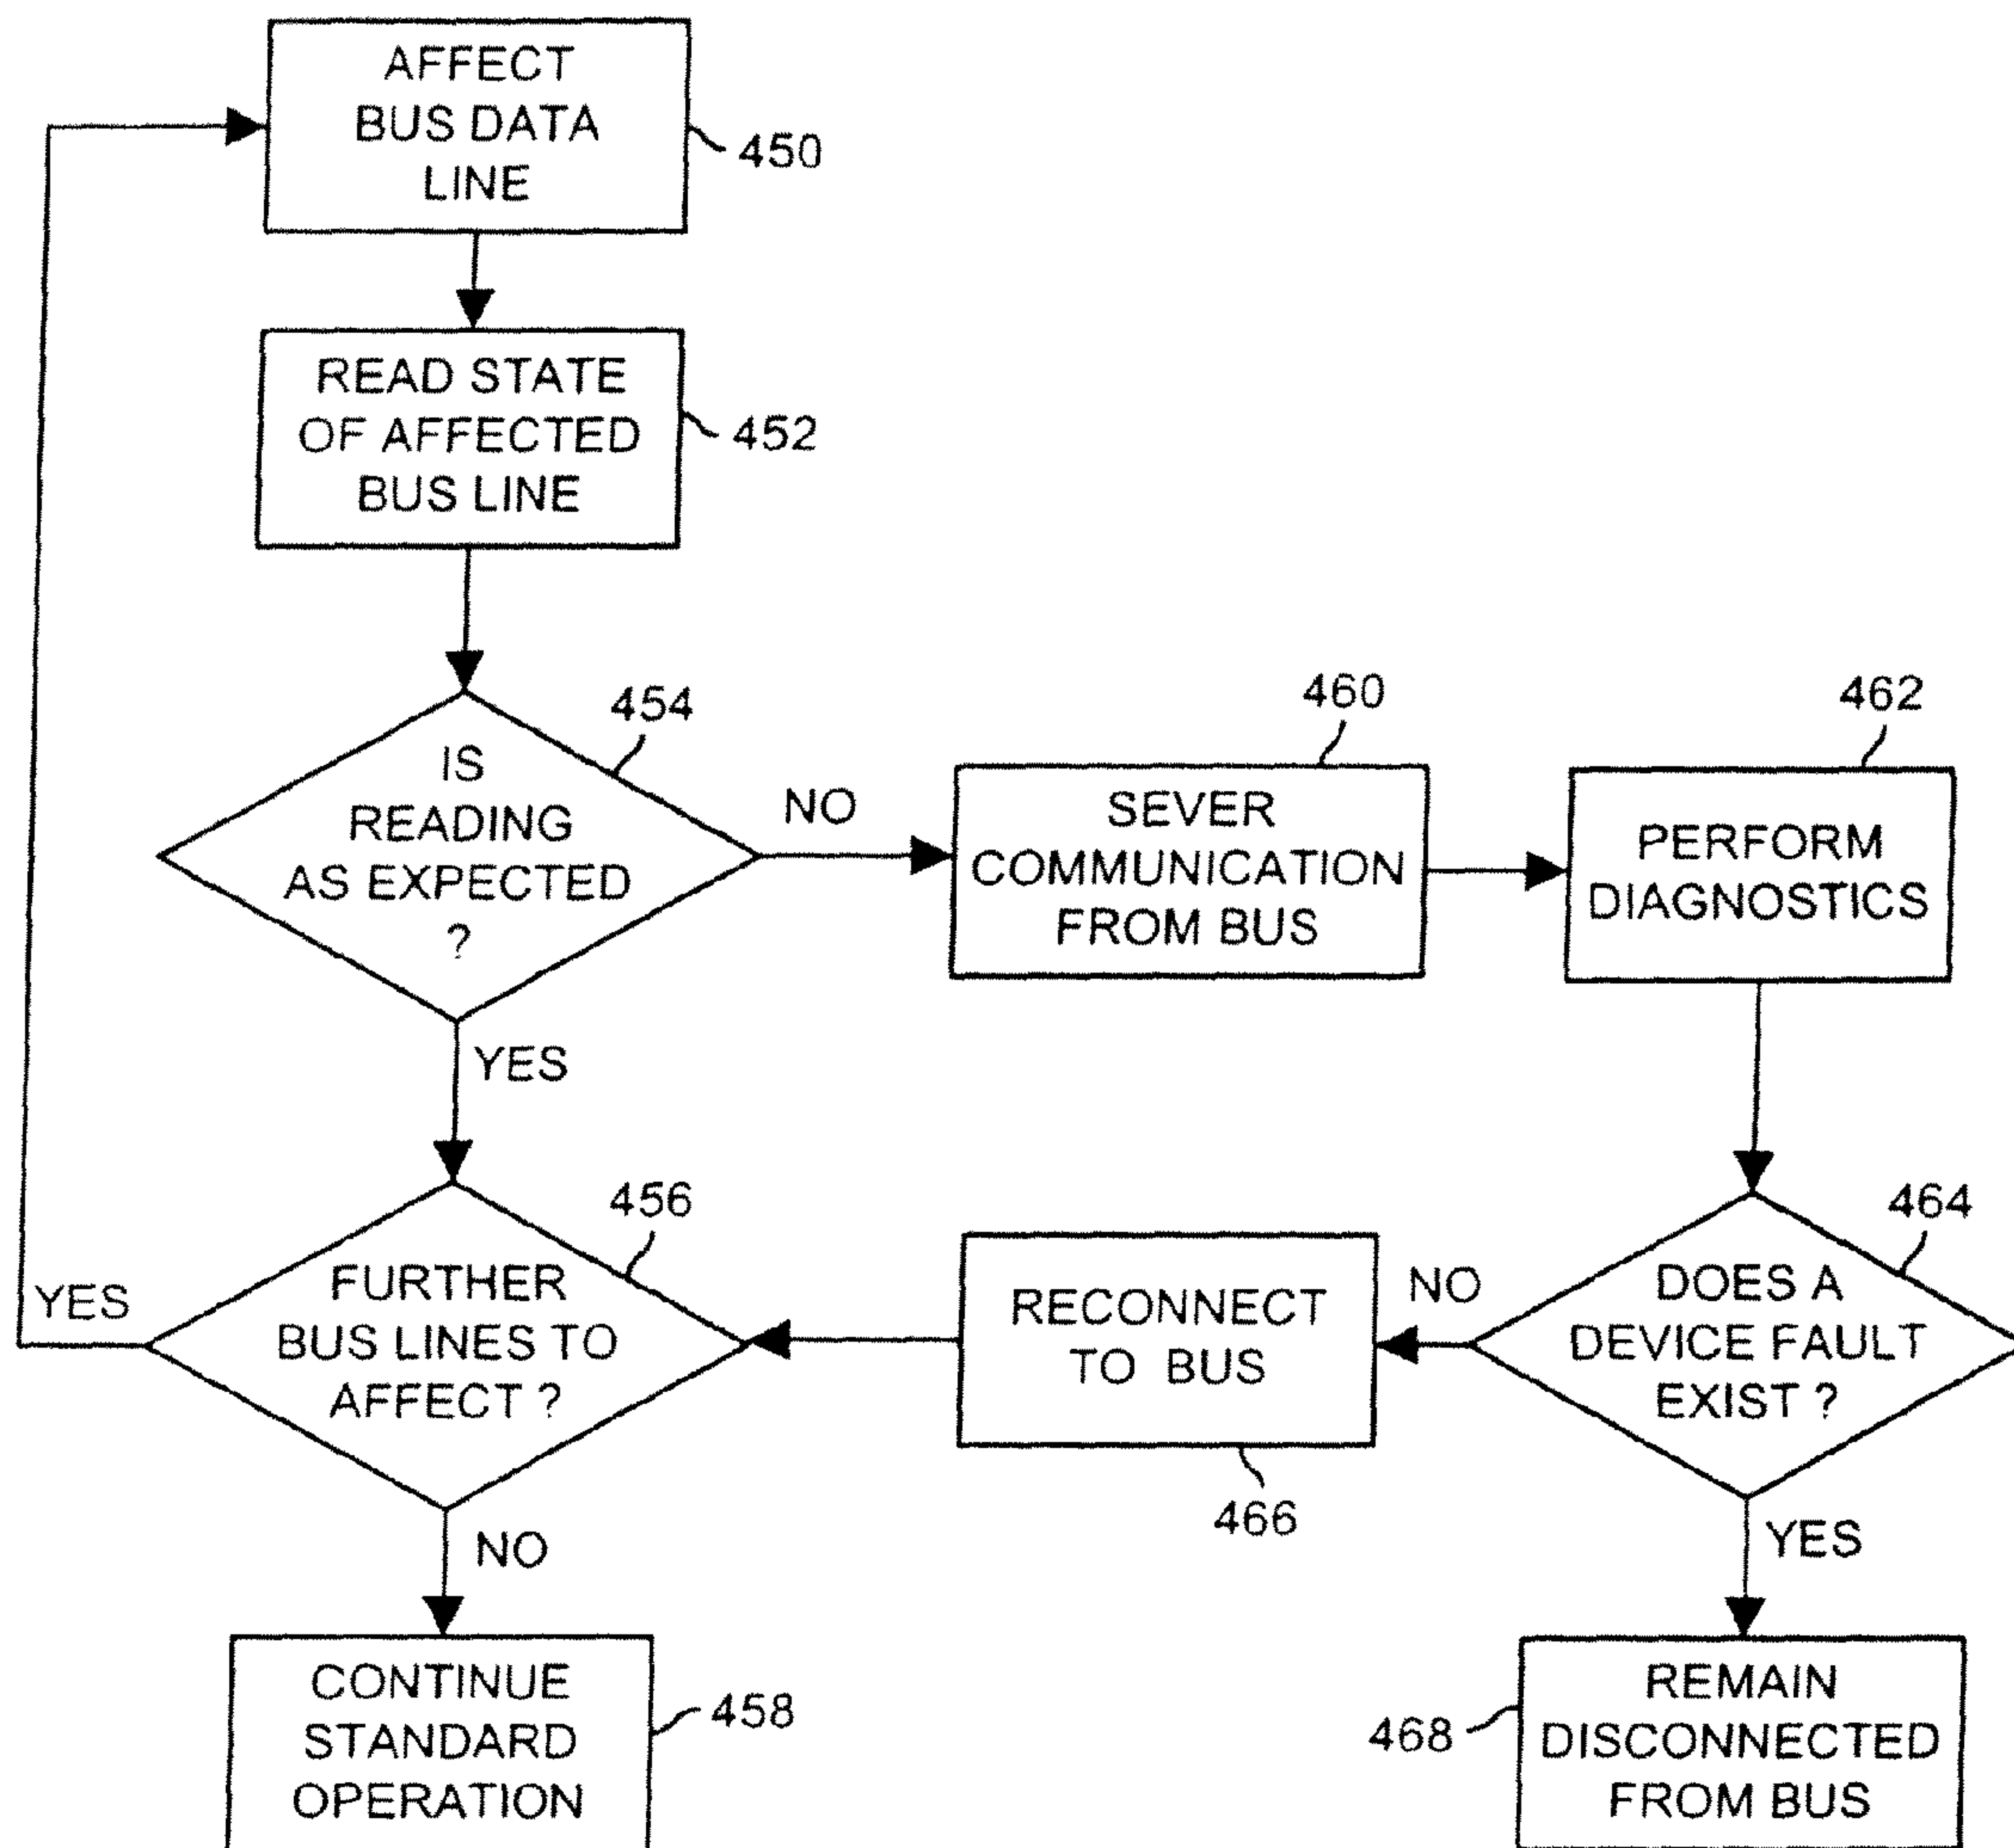 AFFECT
BUS DATA
LINE
450
READ STATE
OF AFFECTED
BUS LINE
452
454
IS
READING
AS EXPECTED
?
NO
460
SEVER
COMMUNICATION
FROM BUS
462
PERFORM
DIAGNOSTICS
YES
456
FURTHER
BUS LINES TO
AFFECT ?
YES
RECONNECT
TO BUS
466
NO
464
DOES A
DEVICE FAULT
EXIST ?
NO
YES
CONTINUE
STANDARD
OPERATION
458
468
REMAIN
DISCONNECTED
FROM BUS